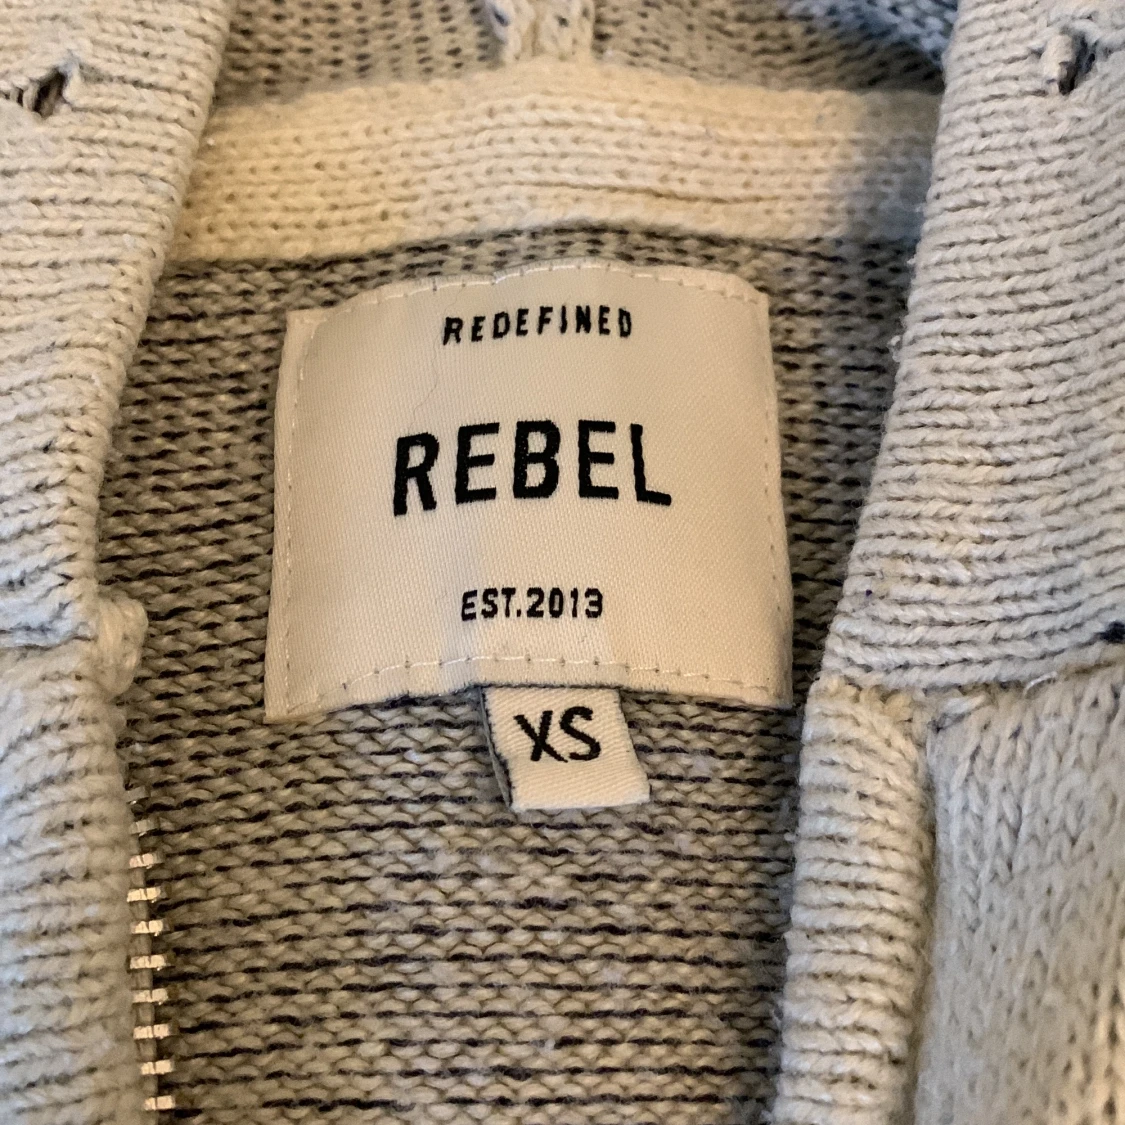 REDEFINED
REBEL
EST.2013
XS